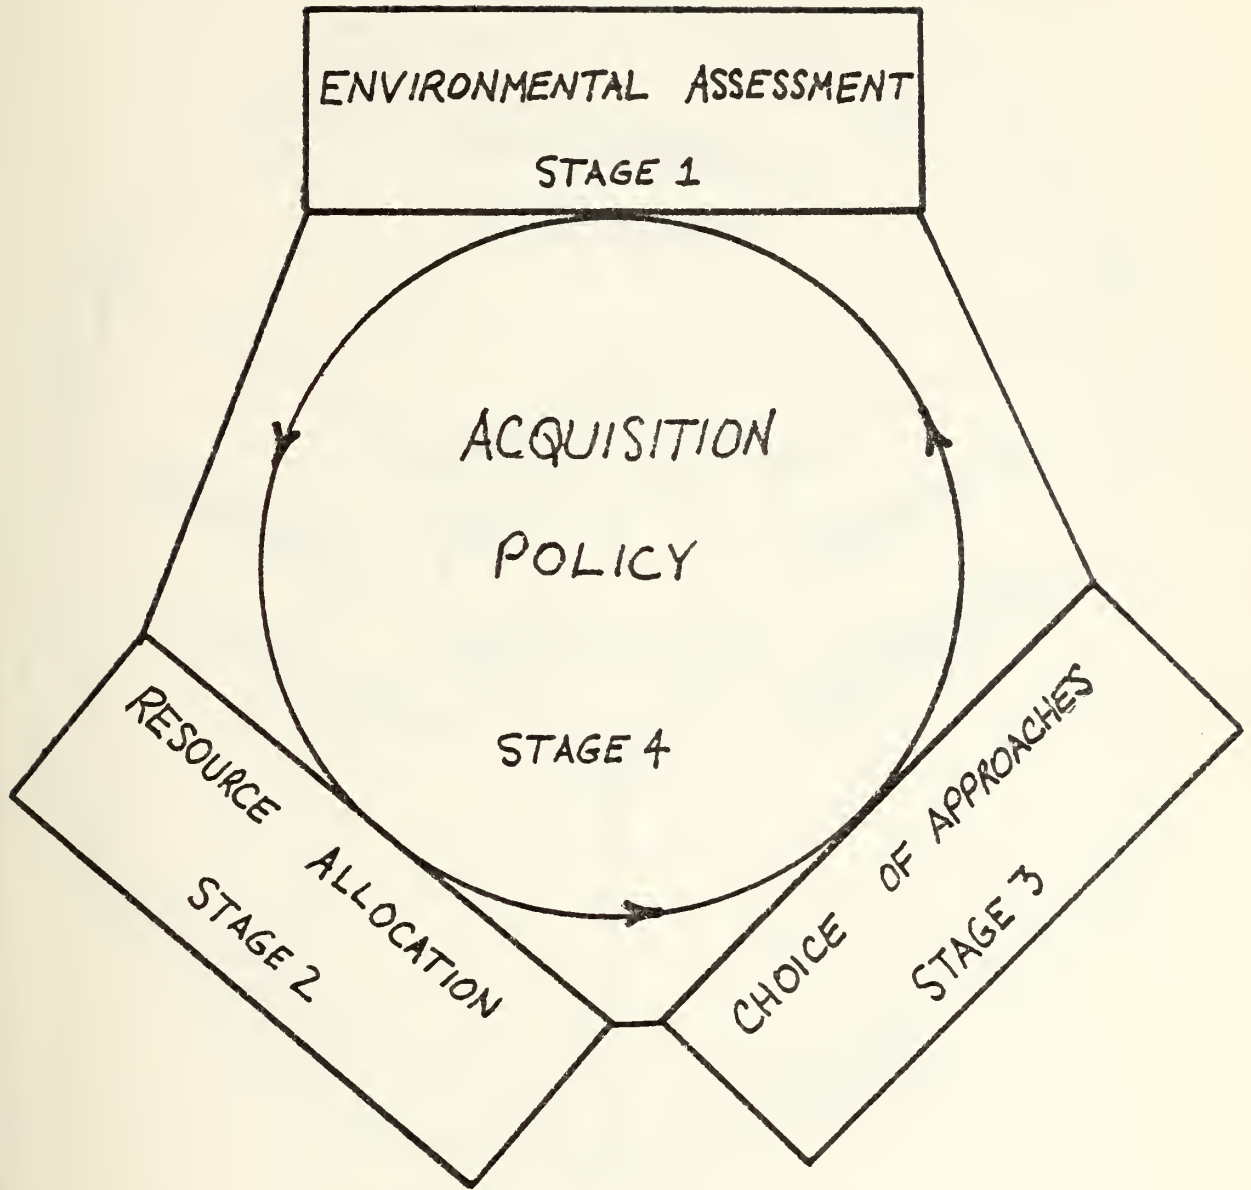 ENVIRONMENTAL ASSESSMENT
STAGE 1
ACQUISITION
POLICY
STAGE 4
RESOURCE ALLOCATION
STAGE 2
CHOICE OF APPROACHES
STAGE 3